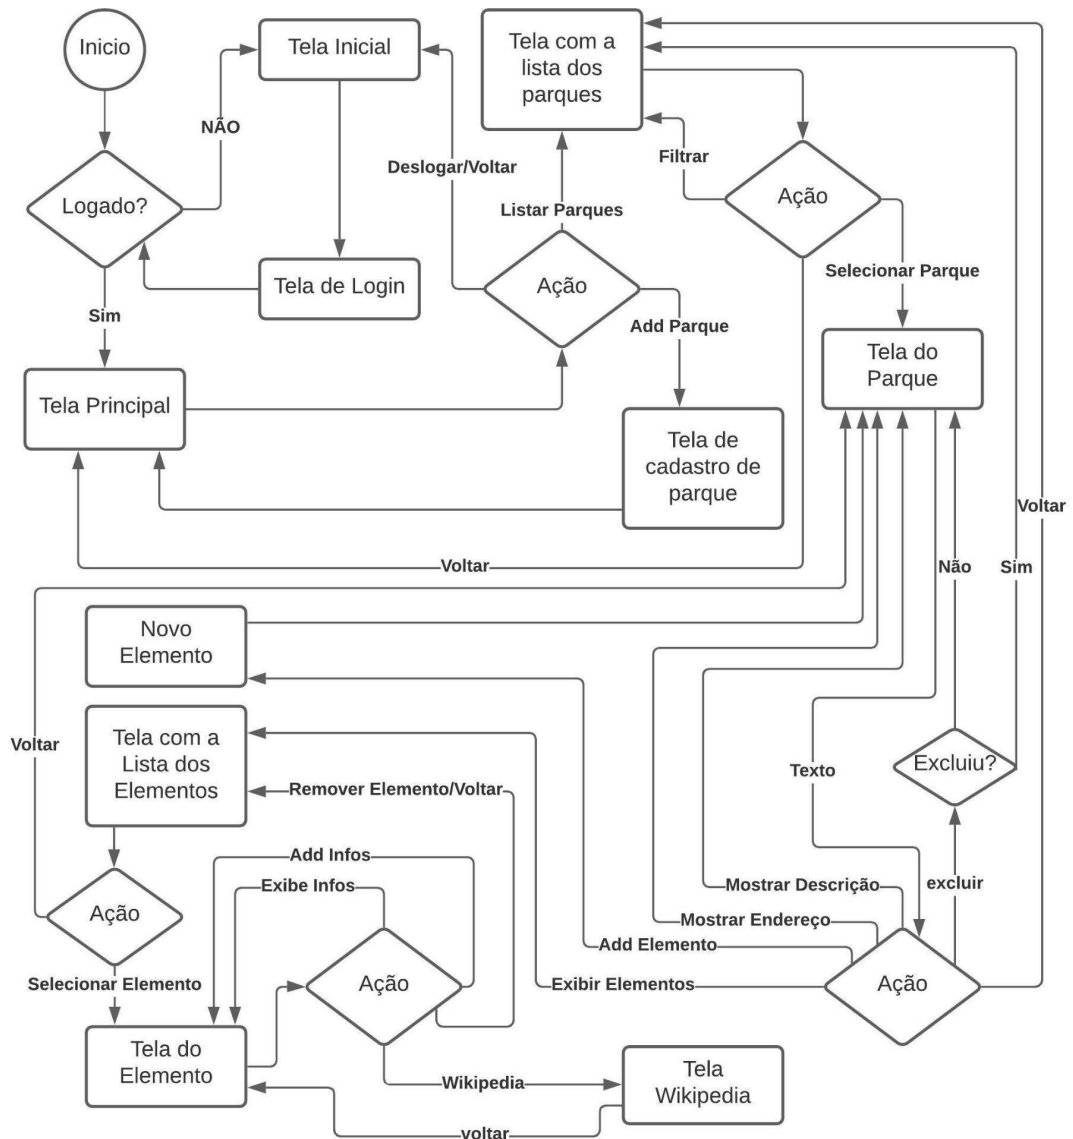 Inicio
Tela Inicial
Tela com a
lista dos
parques
NÃO
Deslogar/Voltar
Filtrar
Logado?
Ação
Listar Parques
Selecionar Parque
Tela de Login
Ação
Sim
Add Parque
Tela do
Parque
Tela Principal
Tela de
cadastro de
parque
Voltar
Voltar
Não
Sim
Novo
Elemento
Voltar
Tela com a
Lista dos
Elementos
Texto
Excluiu?
Remover Elemento/Voltar
Add Infos
Exibe Infos
Mostrar Descrição
excluir
Ação
Mostrar Endereço
Add Elemento
Selecionar Elemento
Ação
Exibir Elementos
Ação
Tela do
Elemento
Wikipedia
Tela
Wikipedia
voltar